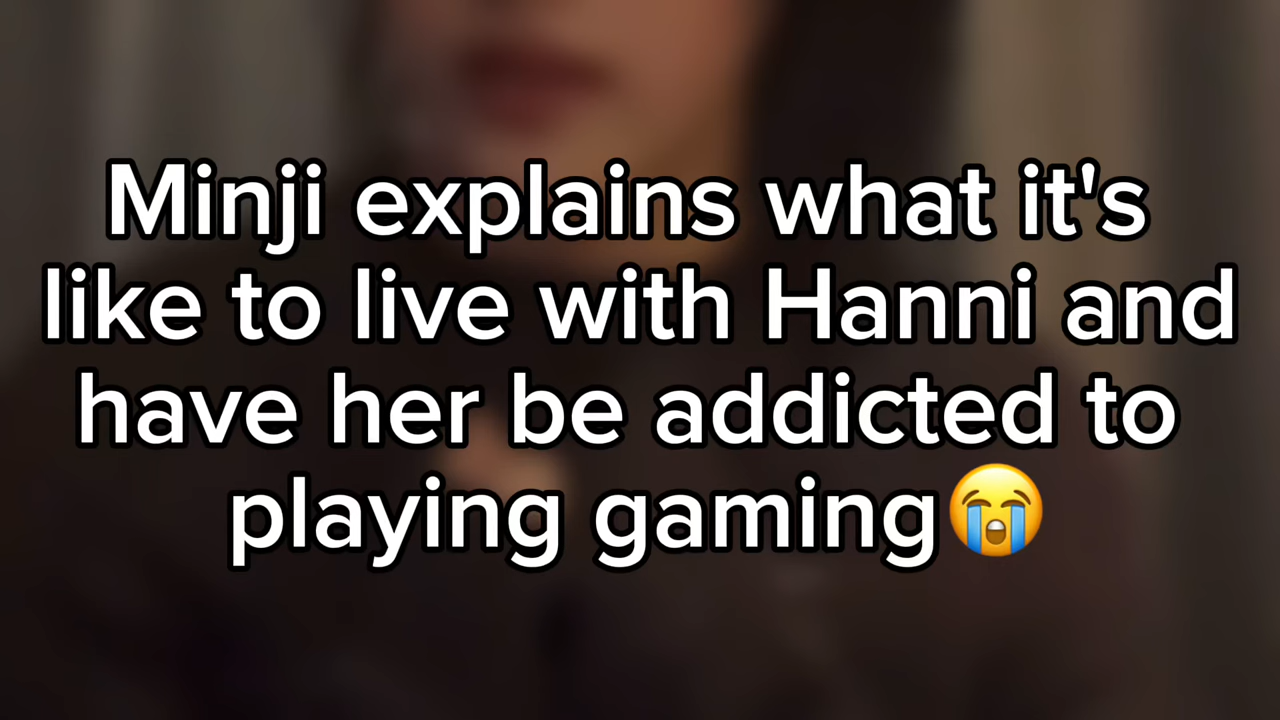 Minji explains what it's
like to live with Hanni and
have her be addicted to
playing gaming😭